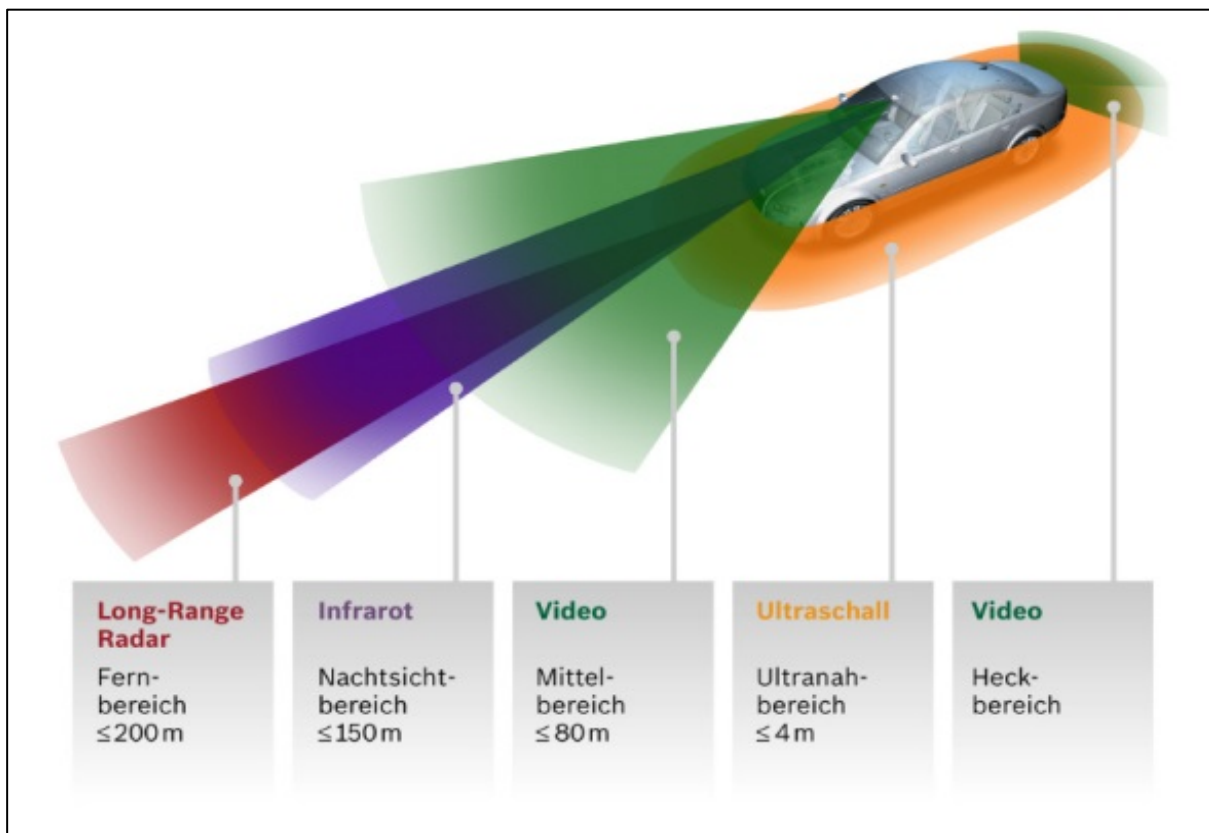 Long-Range
Radar
Fern-
bereich
≤200m
Infrarot
Nachtsicht-
bereich
≤150m
Video
Mittel-
bereich
≤80m
Ultraschall
Ultranah-
bereich
≤4m
Video
Heck-
bereich